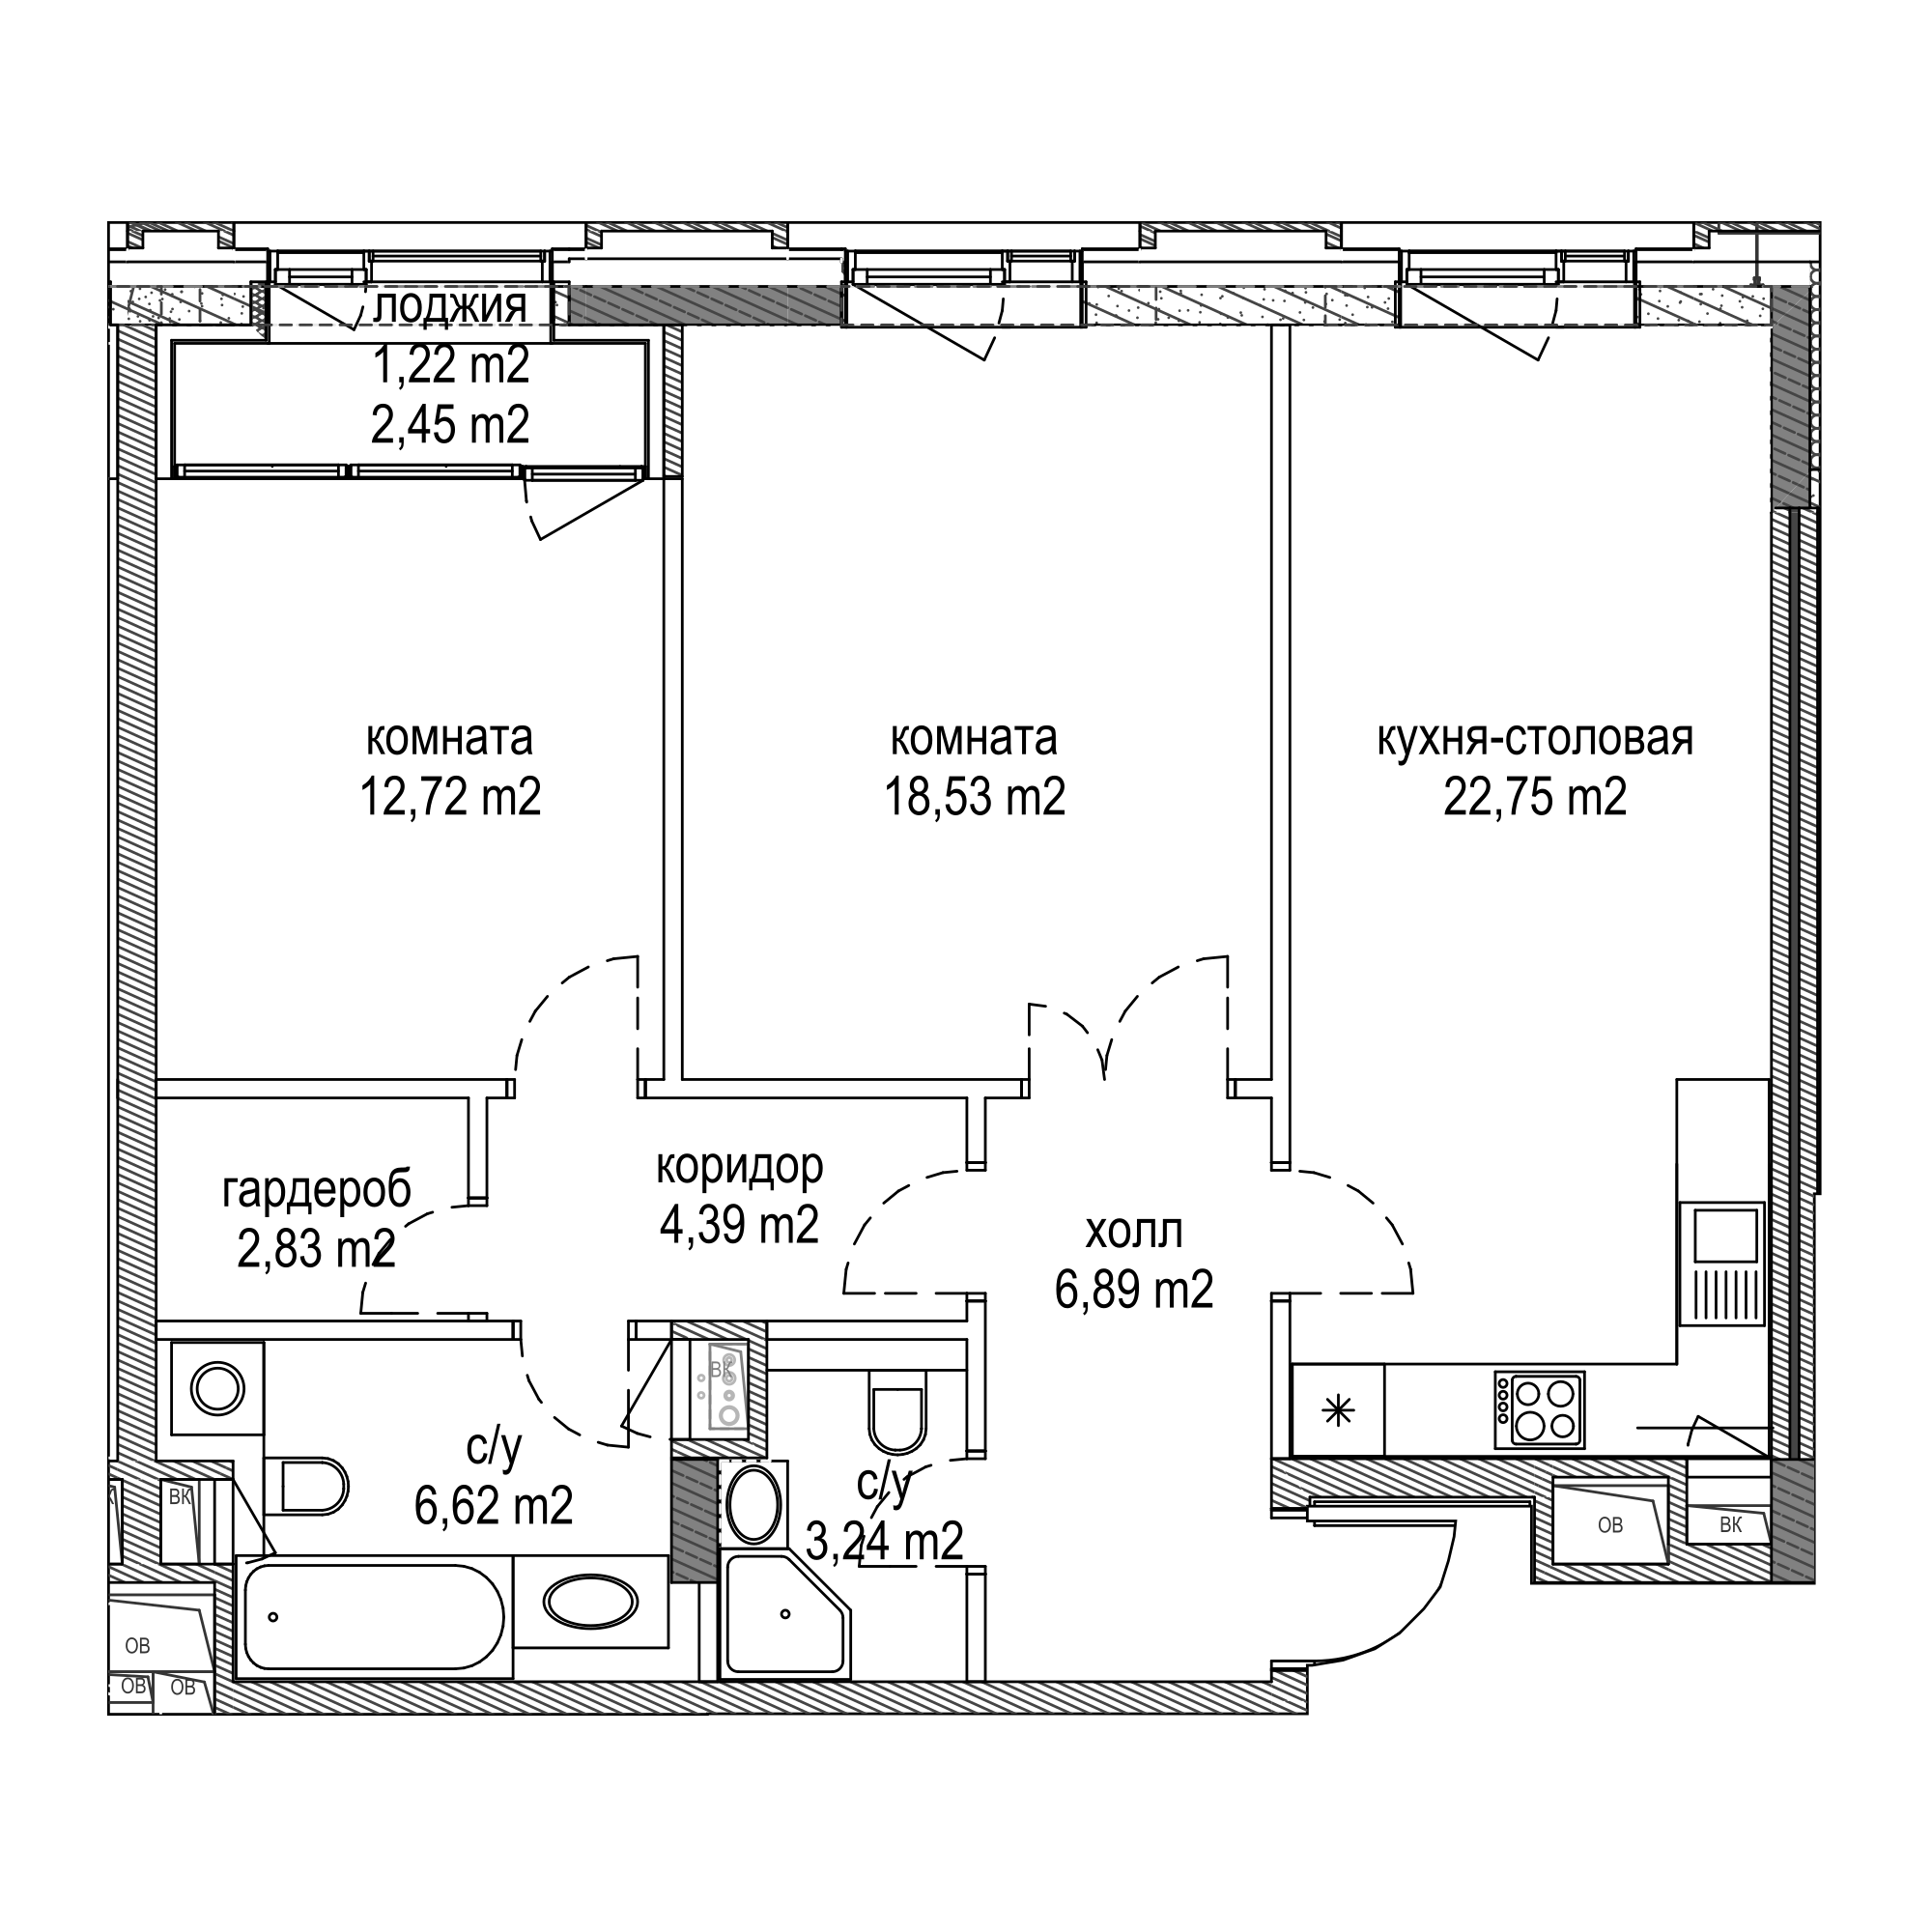 лоджия
1,22 m2
2,45 m2
комната
12,72 m2
комната
18,53 m2
кухня-столовая
22,75 m2
гардероб
2,83 m2
коридор
4,39 m2
холл
6,89 m2
ВК
с/у
6,62 m2
с/у
3,24 m2
ВК
ОВ
ВК
ОВ
ОВ
ОВ